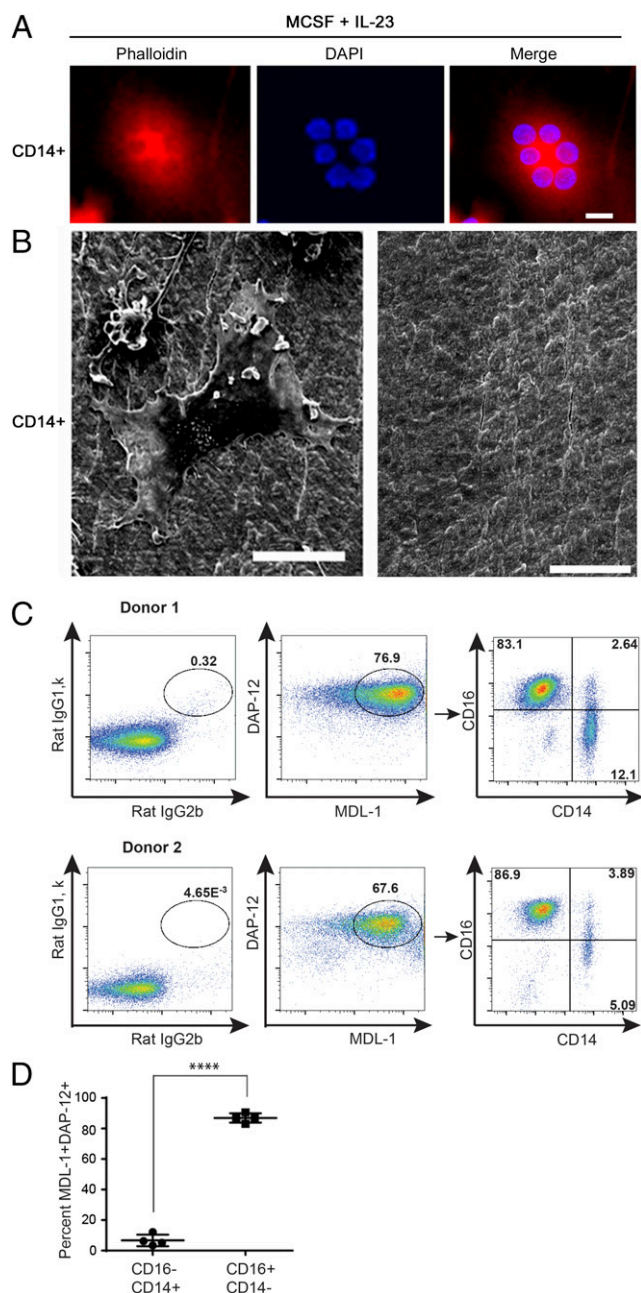 A
MCSF + IL-23
Phalloidin DAPI Merge
CD14+
B
CD14+
C
Donor 1
Rat IgG1,k
0.32
Rat IgG2b
DAP-12
76.9
MDL-1
CD16
83.1 2.64
12.1
CD14
Donor 2
Rat IgG1, k
4.65E-3
Rat IgG2b
DAP-12
67.6
MDL-1
CD16
86.9 3.89
5.09
CD14
D
Percent MDL-1+DAP-12+
****
100
80
60
40
20
0
CD16- CD16+
CD14+ CD14-